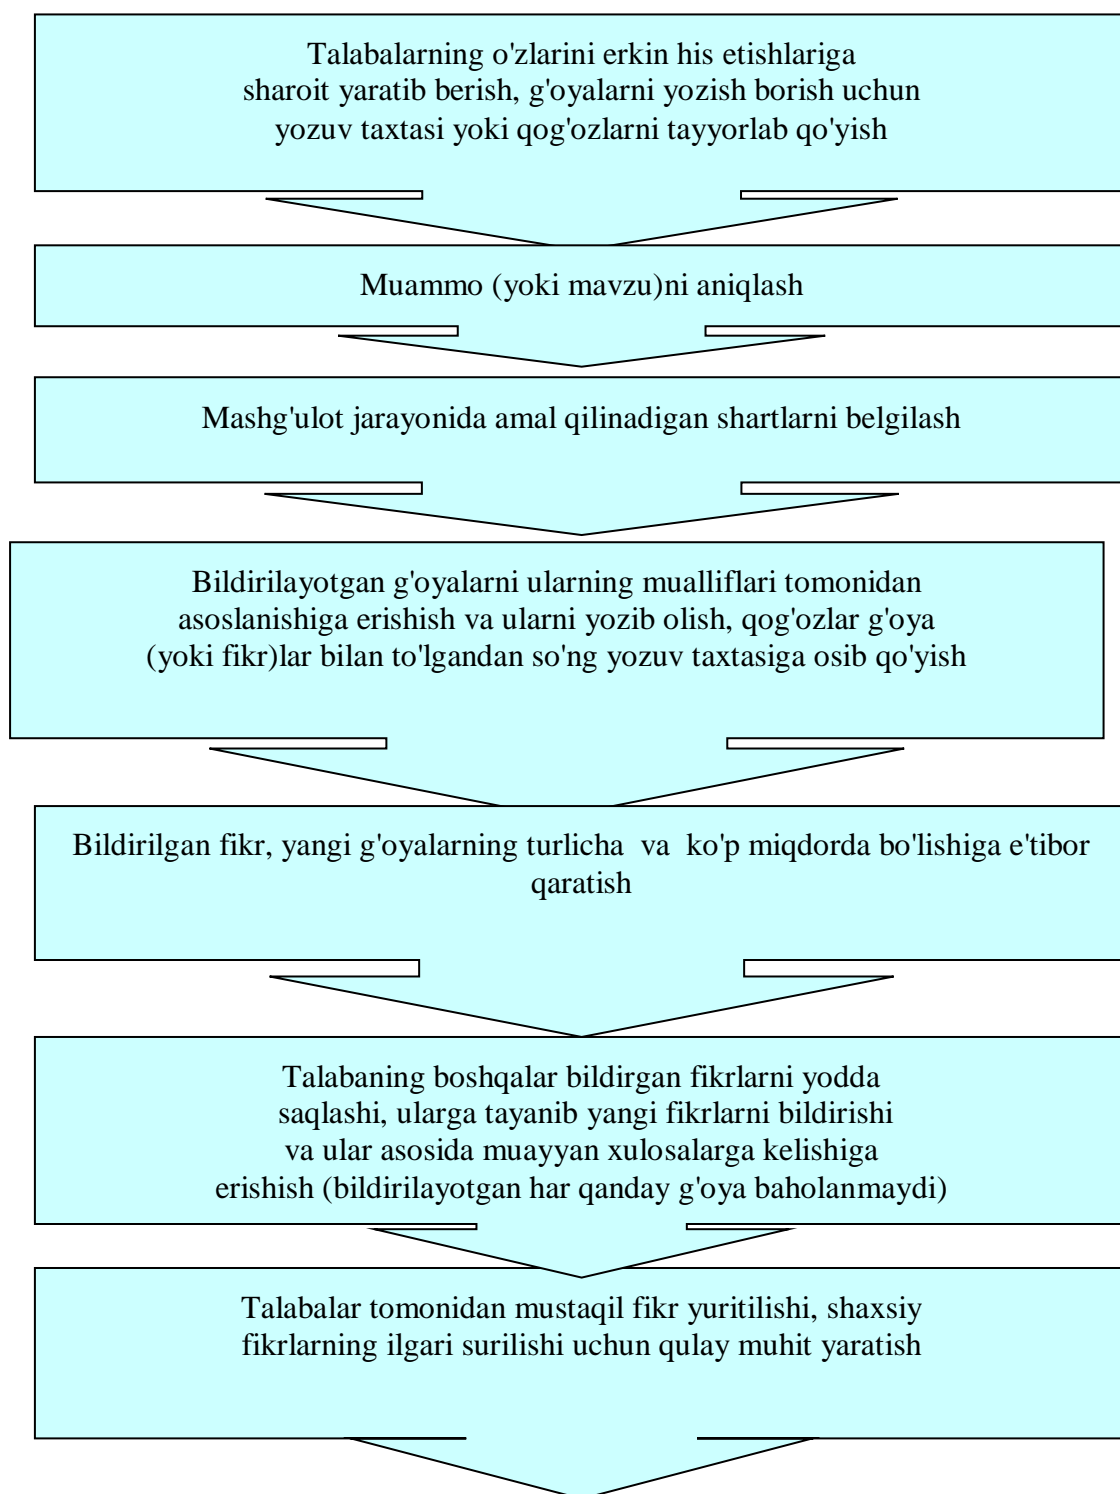 Talabalarning o'zlarini erkin his etishlariga
sharoit yaratib berish, g'oyalarni yozish borish uchun
yozuv taxtasi yoki qog'ozlarni tayyorlab qo'yish
Muammo (yoki mavzu)ni aniqlash
Mashg'ulot jarayonida amal qilinadigan shartlarni belgilash
Bildirilayotgan g'oyalarni ularning mualliflari tomonidan
asoslanishiga erishish va ularni yozib olish, qog'ozlar g'oya
(yoki fikr)lar bilan to'lgandan so'ng yozuv taxtasiga osib qo'yish
Bildirilgan fikr, yangi g'oyalarning turlicha va ko'p miqdorda bo'lishiga e'tibor
qaratish
Talabaning boshqalar bildirgan fikrlarni yodda
saqlashi, ularga tayanib yangi fikrlarni bildirishi
va ular asosida muayyan xulosalarga kelishiga
erishish (bildirilayotgan har qanday g'oya baholanmaydi)
Talabalar tomonidan mustaqil fikr yuritilishi, shaxsiy
fikrlarning ilgari surilishi uchun qulay muhit yaratish